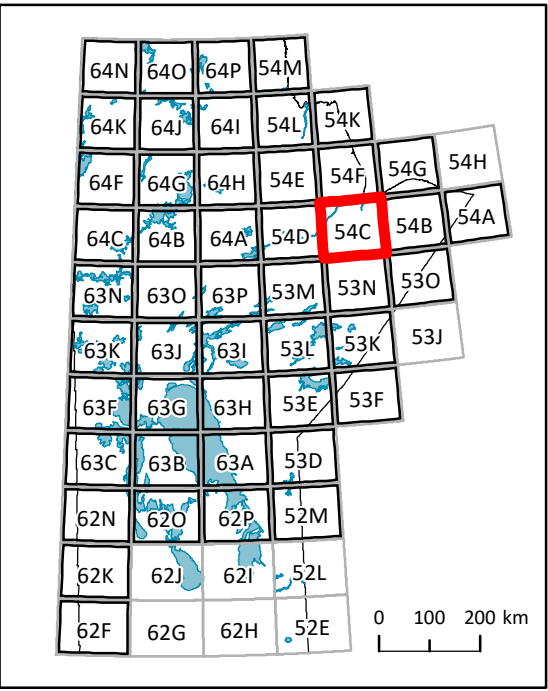 64N 64O 64P 54M
64K 64J 64I 54L 54K
64F 64G 64H 54E 54F 54G 54H
64C 64B 64A 54D 54C 54B 54A
63N 63O 63P 53M 53N 53O
63K 63J 63I 53L 53K 53J
63F 63G 63H 53E 53F
63C 63B 63A 53D
62N 62O 62P 52M
62K 62J 62I 52L
62F 62G 62H 52E
0 100 200 km